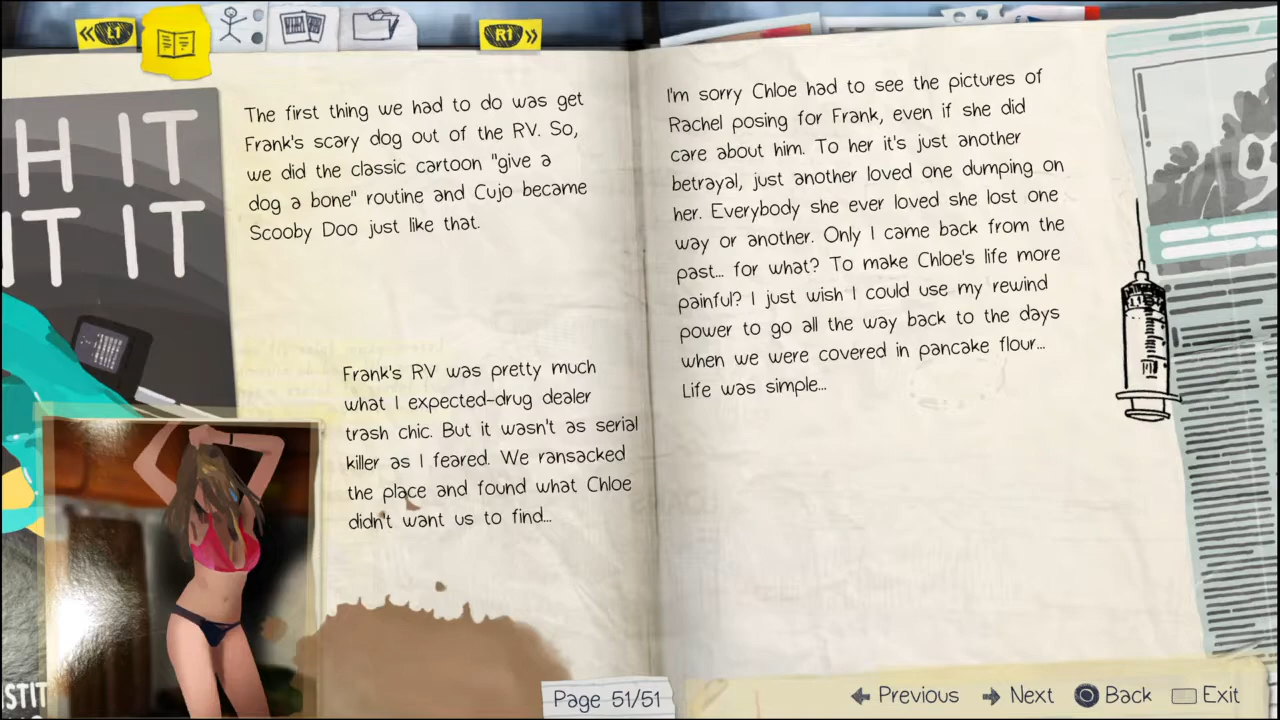 L1
R1
H IT
IT IT
The first thing we had to do was get
Frank's scary dog out of the RV. So,
we did the classic cartoon "give a
dog a bone" routine and Cujo became
Scooby Doo just like that.
Frank's RV was pretty much
what I expected-drug dealer
trash chic. But it wasn't as serial
killer as I feared. We ransacked
the place and found what Chloe
didn't want us to find...
I'm sorry Chloe had to see the pictures of
Rachel posing for Frank, even if she did
care about him. To her it's just another
betrayal, just another loved one dumping on
her. Everybody she ever loved she lost one
way or another. Only I came back from the
past... for what? To make Chloe's life more
painful? I just wish I could use my rewind
power to go all the way back to the days
when we were covered in pancake flour...
Life was simple...
STIT
Page 51/51
Previous
Next
Back
Exit